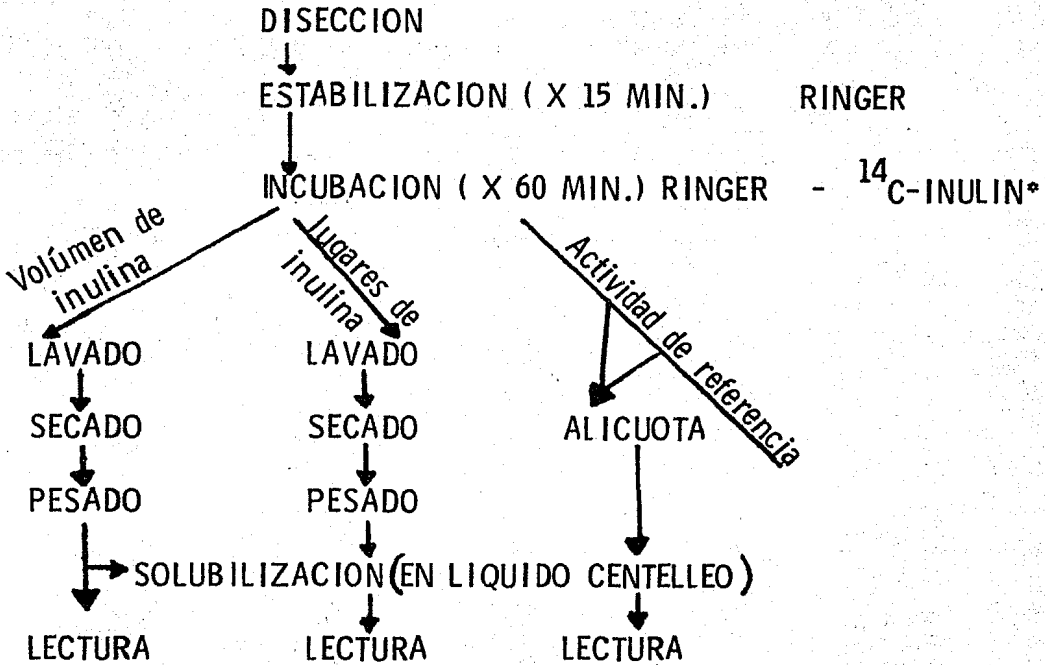 DISECCION
ESTABILIZACION ( X 15 MIN.) RINGER
INCUBACION ( X 60 MIN.) RINGER - 14C-INULIN*
Volúmen de
inulina
lugares de
inulina
Actividad de referencia
LAVADO LAVADO
SECADO SECADO ALICUOTA
PESADO PESADO
SOLUBILIZACION (EN LIQUIDO CENTELLEO)
LECTURA LECTURA LECTURA